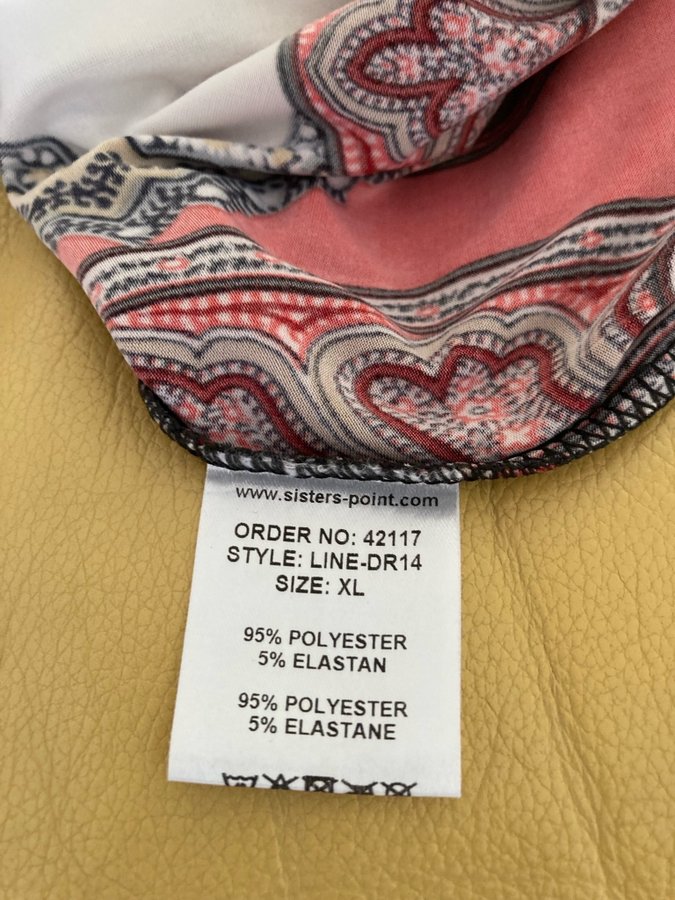 www.sisters-point.com
ORDER NO: 42117
STYLE: LINE-DR14
SIZE: XL
95% POLYESTER
5% ELASTAN
95% POLYESTER
5% ELASTANE